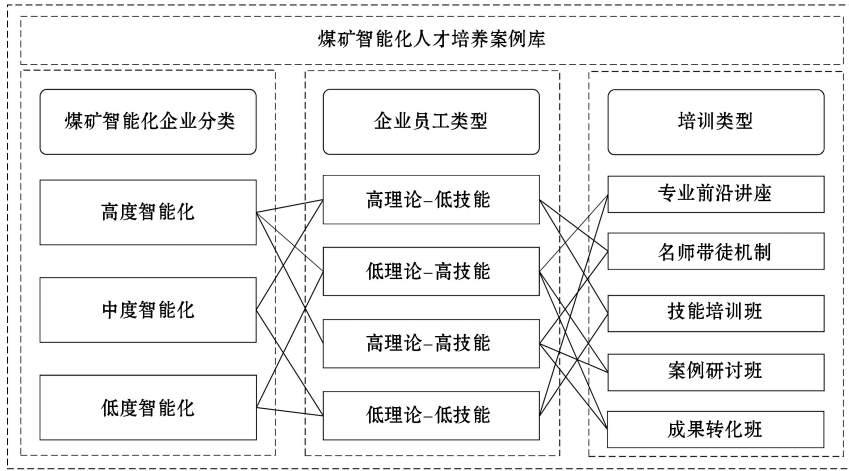 煤矿智能化人才培养案例库
煤矿智能化企业分类
企业员工类型
培训类型
高度智能化
中度智能化
低度智能化
高理论-低技能
低理论-高技能
高理论-高技能
低理论-低技能
专业前沿讲座
名师带徒机制
技能培训班
案例研讨班
成果转化班